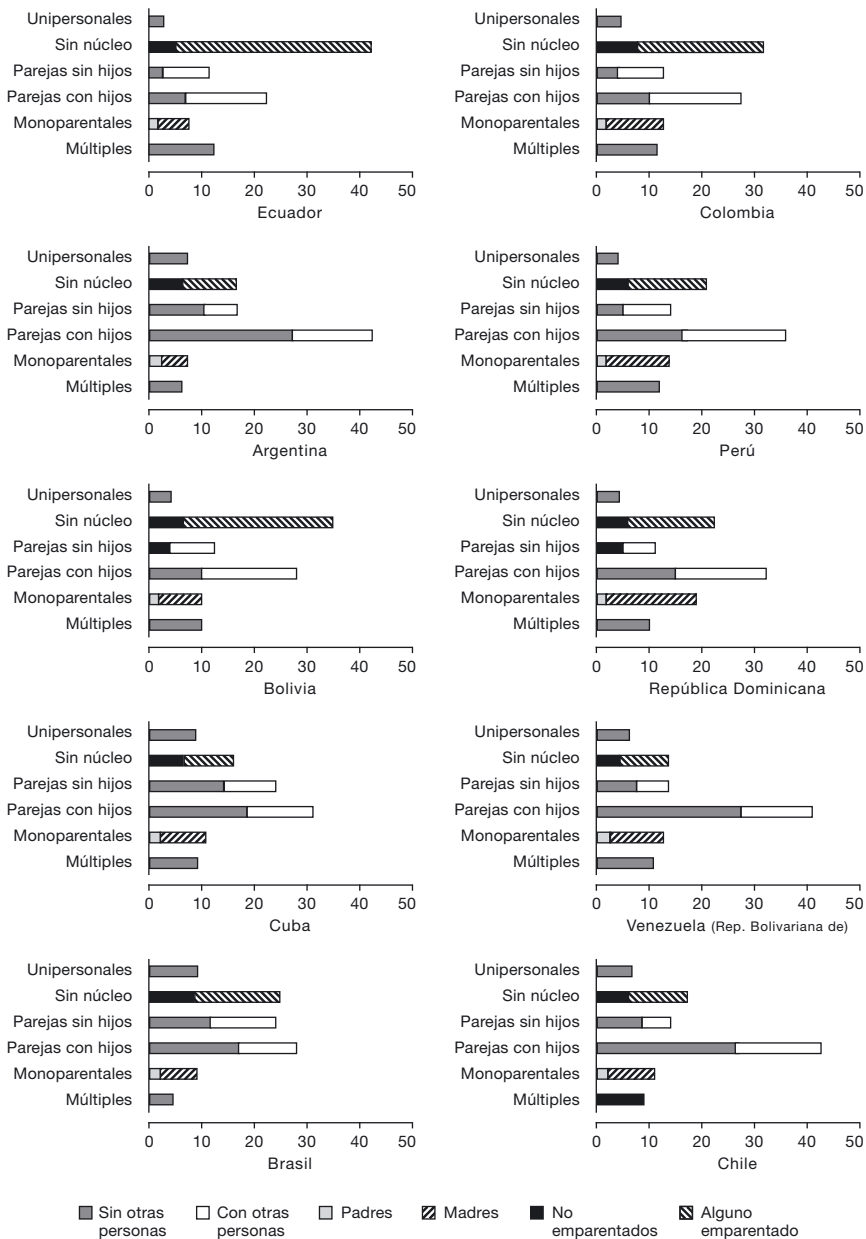 Unipersonales
Sin núcleo
Parejas sin hijos
Parejas con hijos
Monoparentales
Múltiples
0 10 20 30 40 50
Ecuador
Unipersonales
Sin núcleo
Parejas sin hijos
Parejas con hijos
Monoparentales
Múltiples
0 10 20 30 40 50
Colombia
Unipersonales
Sin núcleo
Parejas sin hijos
Parejas con hijos
Monoparentales
Múltiples
0 10 20 30 40 50
Argentina
Unipersonales
Sin núcleo
Parejas sin hijos
Parejas con hijos
Monoparentales
Múltiples
0 10 20 30 40 50
Perú
Unipersonales
Sin núcleo
Parejas sin hijos
Parejas con hijos
Monoparentales
Múltiples
0 10 20 30 40 50
Bolivia
Unipersonales
Sin núcleo
Parejas sin hijos
Parejas con hijos
Monoparentales
Múltiples
0 10 20 30 40 50
República Dominicana
Unipersonales
Sin núcleo
Parejas sin hijos
Parejas con hijos
Monoparentales
Múltiples
0 10 20 30 40 50
Cuba
Unipersonales
Sin núcleo
Parejas sin hijos
Parejas con hijos
Monoparentales
Múltiples
0 10 20 30 40 50
Venezuela (Rep. Bolivariana de)
Unipersonales
Sin núcleo
Parejas sin hijos
Parejas con hijos
Monoparentales
Múltiples
0 10 20 30 40 50
Brasil
Unipersonales
Sin núcleo
Parejas sin hijos
Parejas con hijos
Monoparentales
Múltiples
0 10 20 30 40 50
Chile
Sin otras
personas
Con otras
personas
Padres
Madres
No
emparentados
Alguno
emparentado